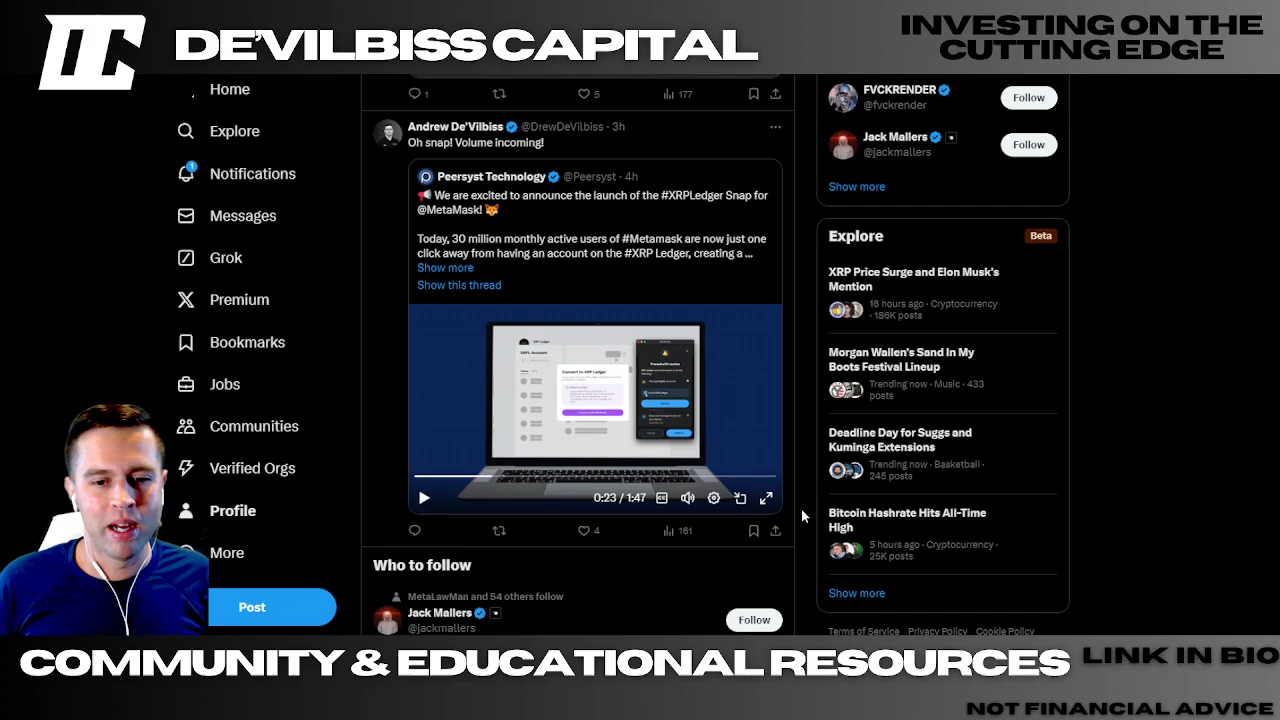 DE'VILBISS CAPITAL
INVESTING ON THE
CUTTING EDGE
Home
Explore
1
Notifications
Messages
Grok
Premium
Bookmarks
Jobs
Communities
Verified Orgs
Profile
More
Post
1
5
177
Andrew De'Vilbiss @DrewDeVilbiss · 3h
Oh snap! Volume incoming!
Peersyst Technology @Peersyst · 4h
📢 We are excited to announce the launch of the #XRPLedger Snap for
@MetaMask! 🦊
Today, 30 million monthly active users of #Metamask are now just one
click away from having an account on the #XRP Ledger, creating a ...
Show more
Show this thread
Connect to XRP Ledger
0:23 / 1:47
4
161
Who to follow
MetaLawMan and 54 others follow
Jack Mallers
@jackmallers
Follow
FVCKRENDER
@fvckrender
Follow
Jack Mallers
@jackmallers
Follow
Show more
Explore
Beta
XRP Price Surge and Elon Musk's
Mention
16 hours ago · Cryptocurrency
· 186K posts
Morgan Wallen's Sand In My
Boots Festival Lineup
Trending now · Music · 433
posts
Deadline Day for Suggs and
Kuminga Extensions
Trending now · Basketball ·
245 posts
Bitcoin Hashrate Hits All-Time
High
5 hours ago · Cryptocurrency ·
25K posts
Show more
Terms of Service Privacy Policy Cookie Policy
COMMUNITY & EDUCATIONAL RESOURCES
LINK IN BIO
NOT FINANCIAL ADVICE